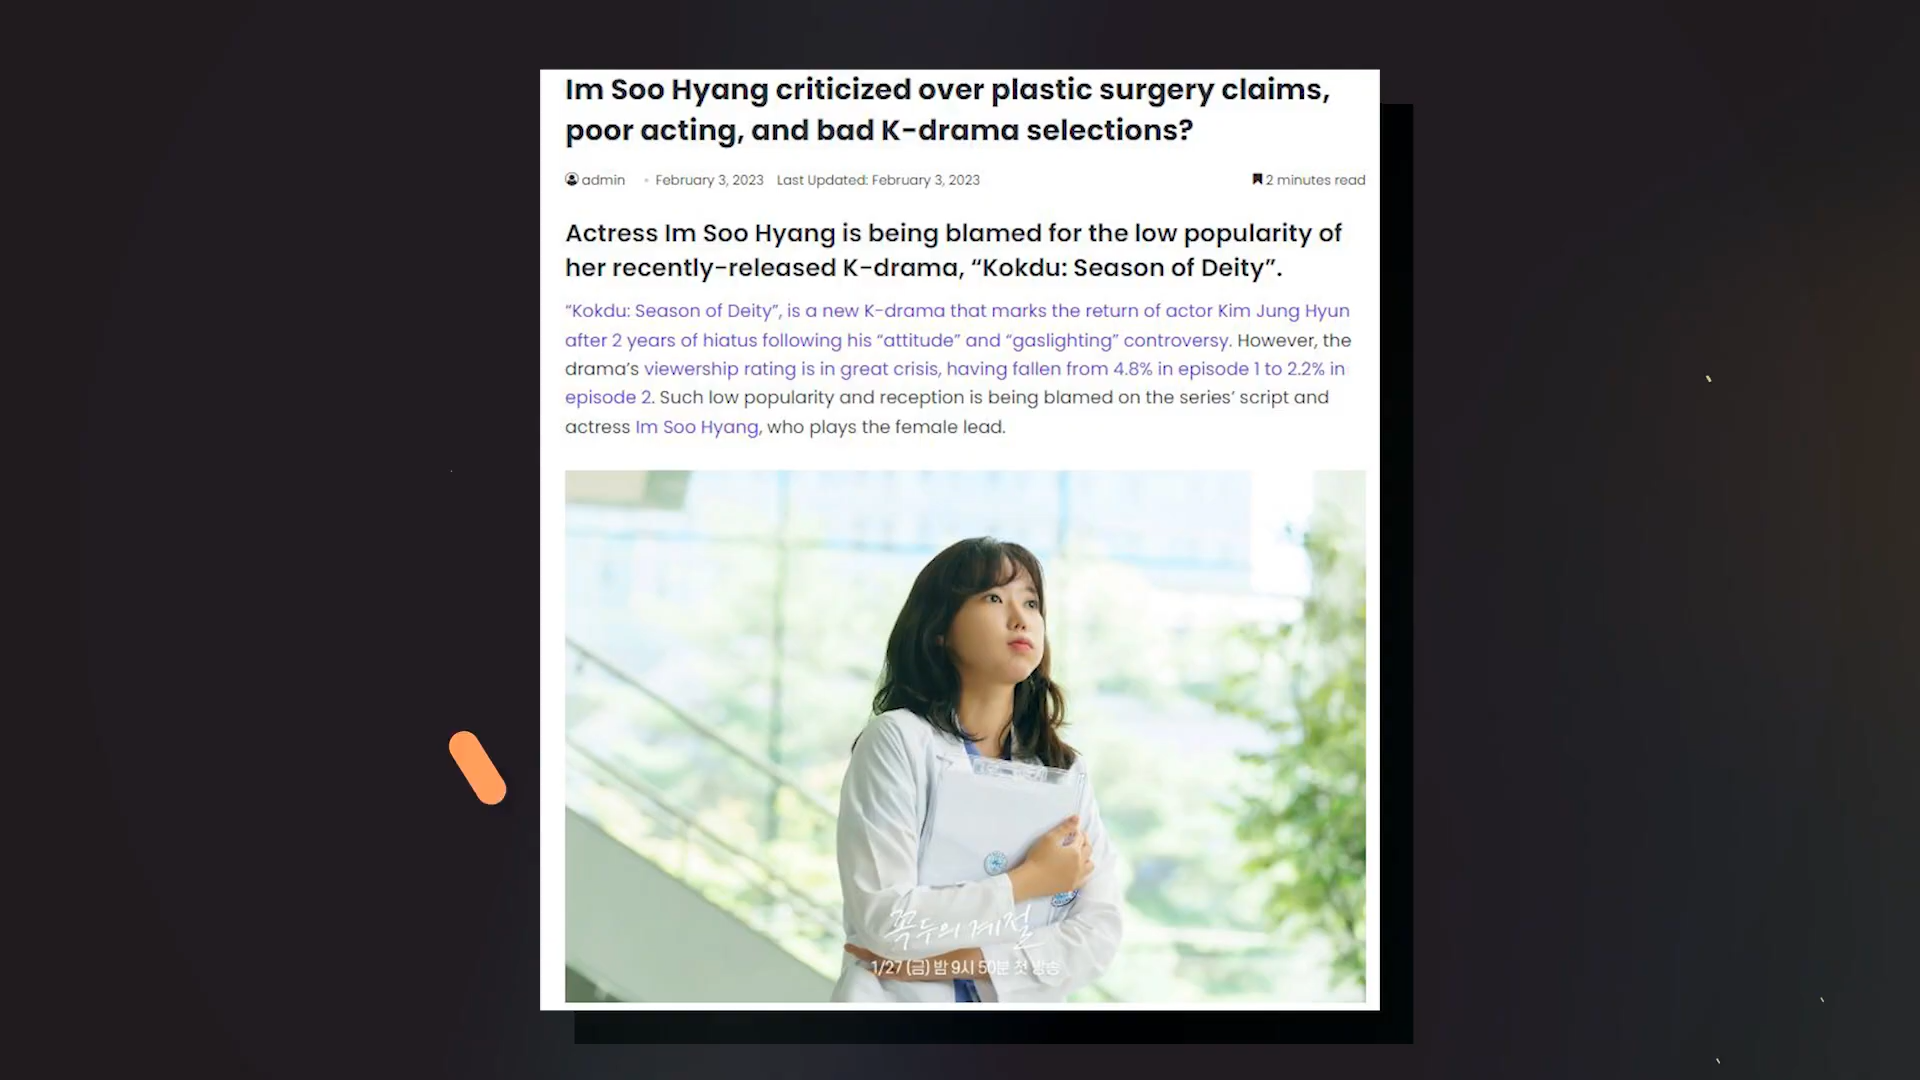 Im Soo Hyang criticized over plastic surgery claims,
poor acting, and bad K-drama selections?
admin • February 3, 2023 Last Updated: February 3, 2023 2 minutes read
Actress Im Soo Hyang is being blamed for the low popularity of
her recently-released K-drama, “Kokdu: Season of Deity”.
“Kokdu: Season of Deity”, is a new K-drama that marks the return of actor Kim Jung Hyun
after 2 years of hiatus following his “attitude” and “gaslighting” controversy. However, the
drama’s viewership rating is in great crisis, having fallen from 4.8% in episode 1 to 2.2% in
episode 2. Such low popularity and reception is being blamed on the series’ script and
actress Im Soo Hyang, who plays the female lead.
꼭두의 계절
1/27 (금) 밤 9시 50분 첫 방송